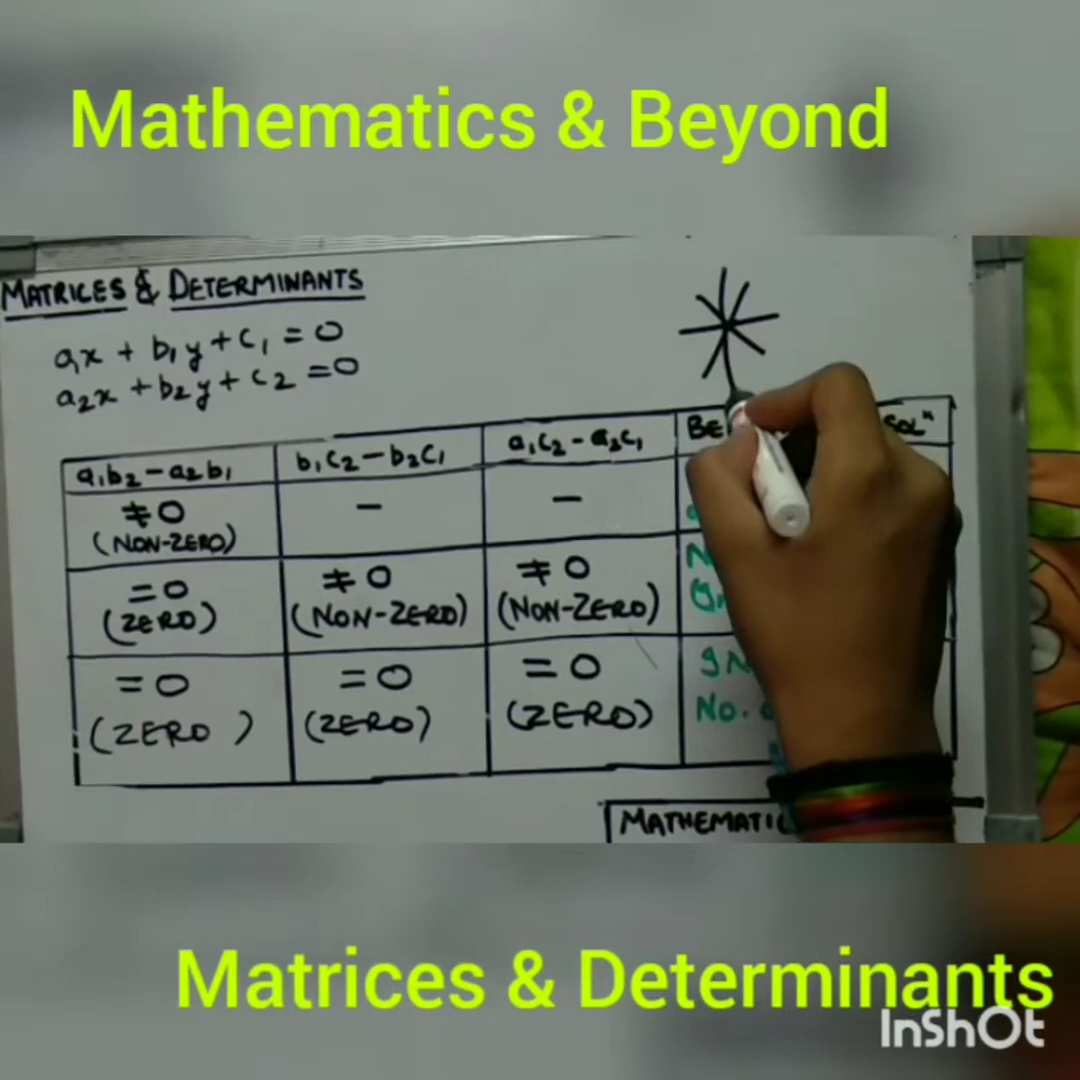 Mathematics & Beyond
MATRICES & DETERMINANTS
a₁x + b₁y + c₁ = 0
a₂x + b₂y + c₂ = 0
a₁b₂ - a₂b₁ b₁c₂ - b₂c₁ a₁c₂ - a₂c₁ SOLⁿ
≠ 0 - -
(NON-ZERO)
= 0 ≠ 0 ≠ 0
(ZERO) (NON-ZERO) (NON-ZERO)
= 0 = 0 = 0
(ZERO) (ZERO) (ZERO) No.
Matrices & Determinants
InShOt